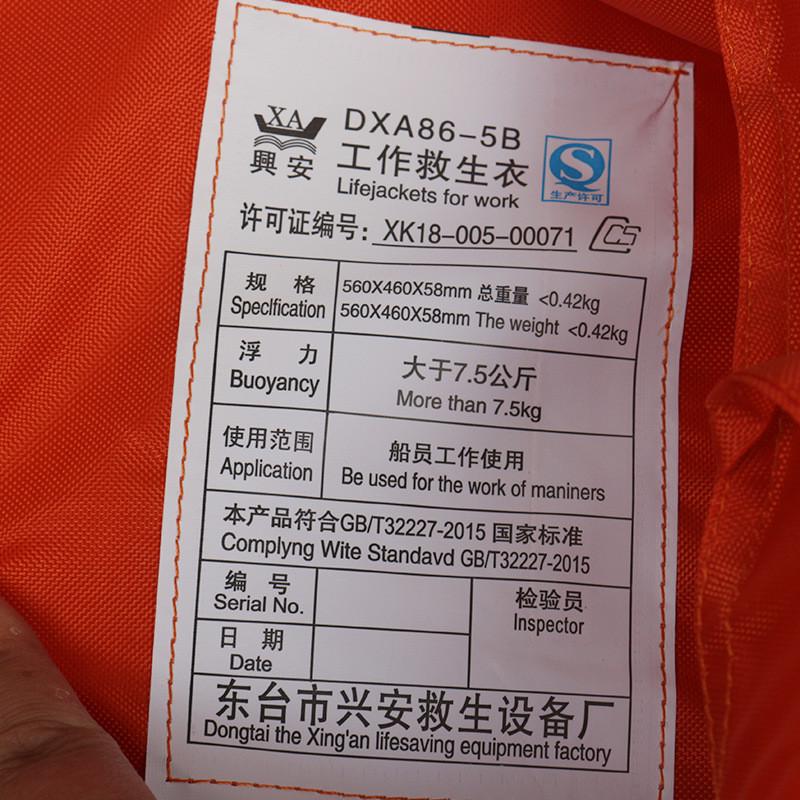 XA
興安
DXA86-5B
工作救生衣
Lifejackets for work
S
生产许可
许可证编号: XK18-005-00071
CCS
规 格
Speclfication
560X460X58mm 总重量 <0.42kg
560X460X58mm The weight <0.42kg
浮 力
Buoyancy
大于7.5公斤
More than 7.5kg
使用范围
Application
船员工作使用
Be used for the work of maniners
本产品符合GB/T32227-2015 国家标准
Complyng Wite Standavd GB/T32227-2015
编 号
Serial No.
检验员
Inspector
日 期
Date
东台市兴安救生设备厂
Dongtai the Xing'an lifesaving equipment factory